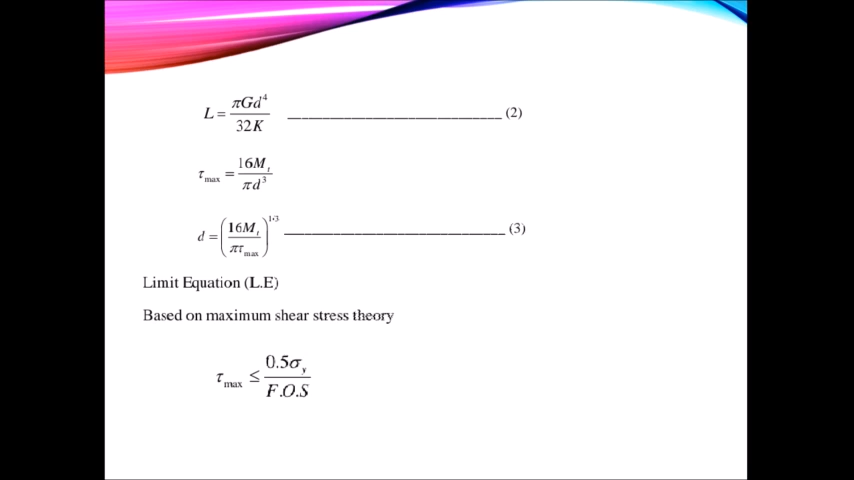 L = πGd⁴ / 32K ______________________________ (2)
τmax = 16Mt / πd³
d = (16Mt / πτmax)^1•3 ______________________________ (3)
Limit Equation (L.E)
Based on maximum shear stress theory
τmax ≤ 0.5σy / F.O.S